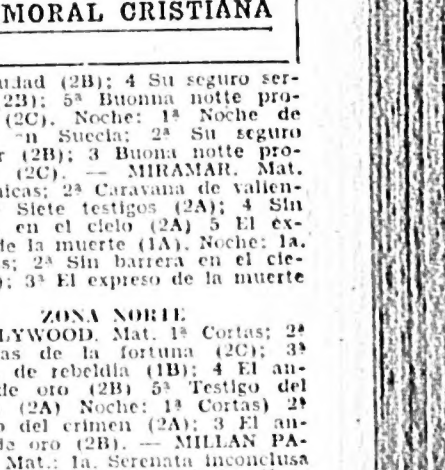 MORAL CRISTIANA
(2B); 4 Su seguro ser-
5ª Buonna notte pro-
(2C). Noche: 1ª Noche de
Suecia; 2ª Su seguro
(2B); 3 Buona notte pro-
(2C). — MIRAMAR. Mat.
2ª Caravana de valien-
Siete testigos (2A); 4 Sin
en el cielo (2A) 5 El ex-
de la muerte (1A). Noche: 1a.
2ª Sin barrera en el cie-
3ª El expreso de la muerte
ZONA NORTE
LYWOOD. Mat. 1ª Cortas; 2ª
as de la fortuna (2C); 3ª
de rebeldia (1B); 4 El an-
de oro (2B) 5ª Testigo del
(2A) Noche: 1ª Cortas) 2ª
o del crimen (2A); 3 El an-
de oro (2B). — MILLAN PA-
Mat.: 1a. Serenata inconclusa